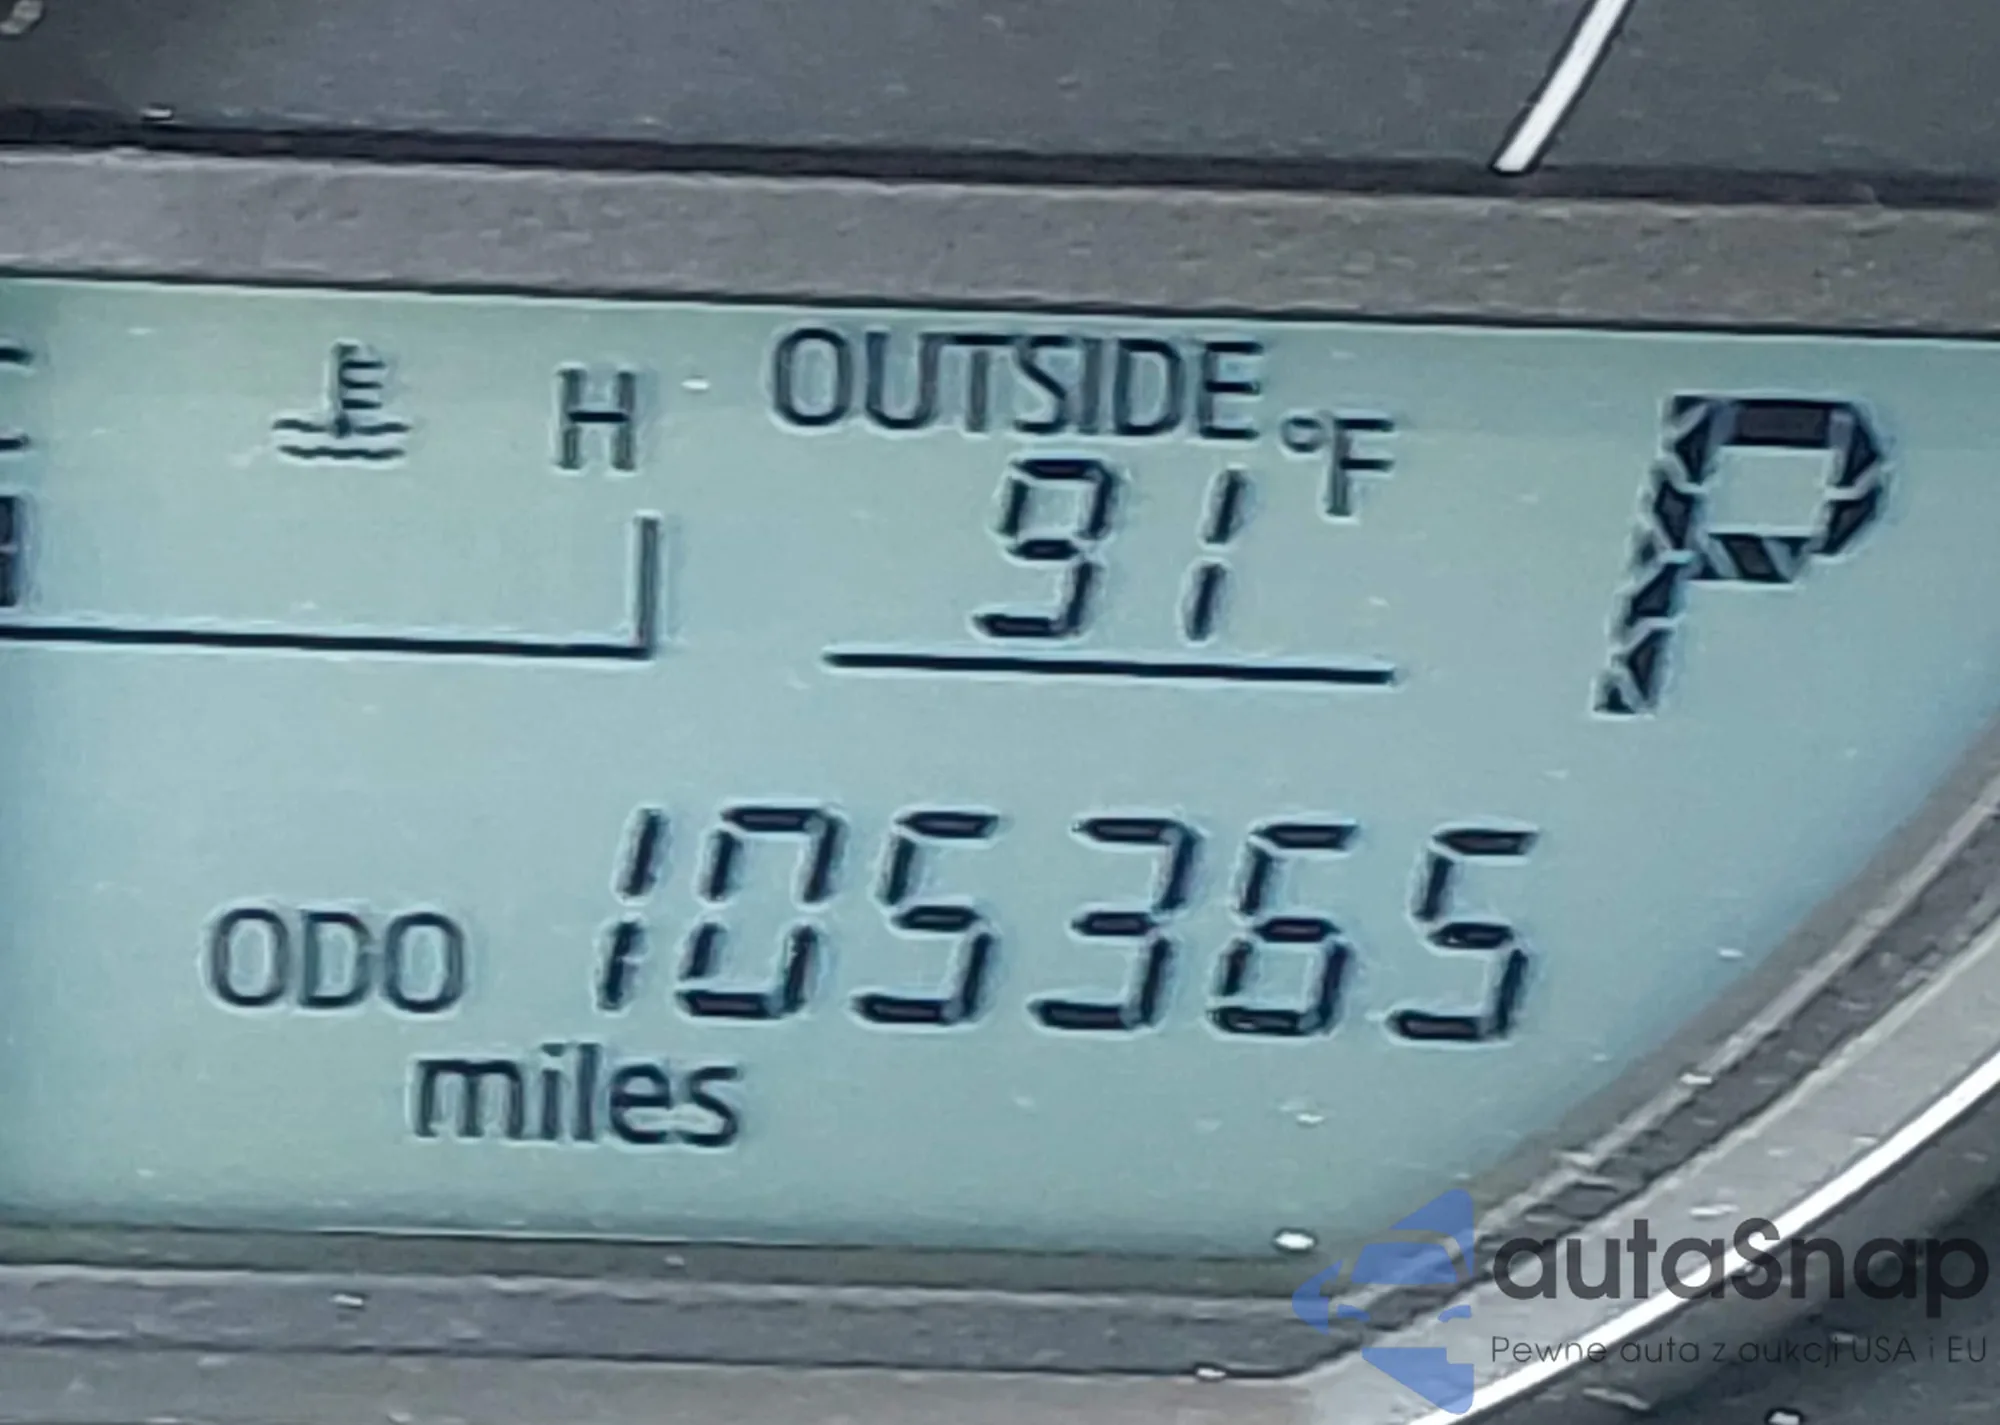 C H OUTSIDE °F
91
P
ODO 105365
miles
autaSnap
Pewne auta z aukcji USA i EU